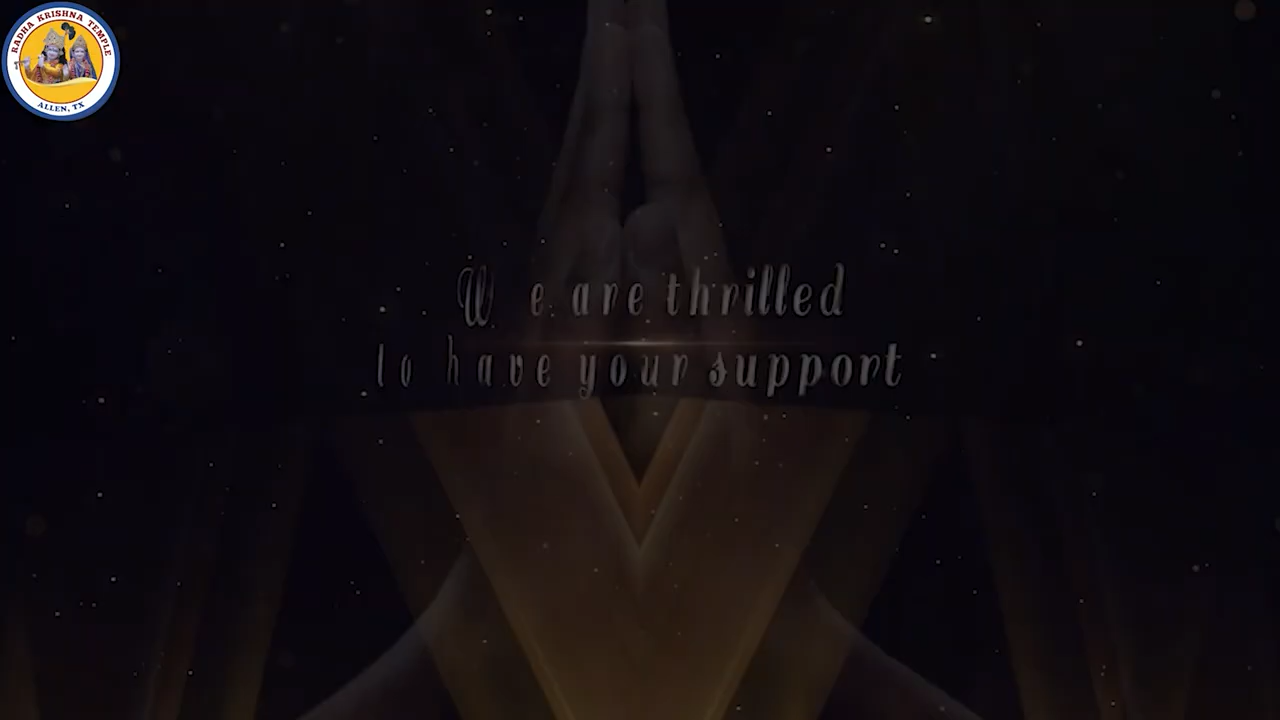 RADHA KRISHNA TEMPLE
ALLEN, TX
We are thrilled
to have your support